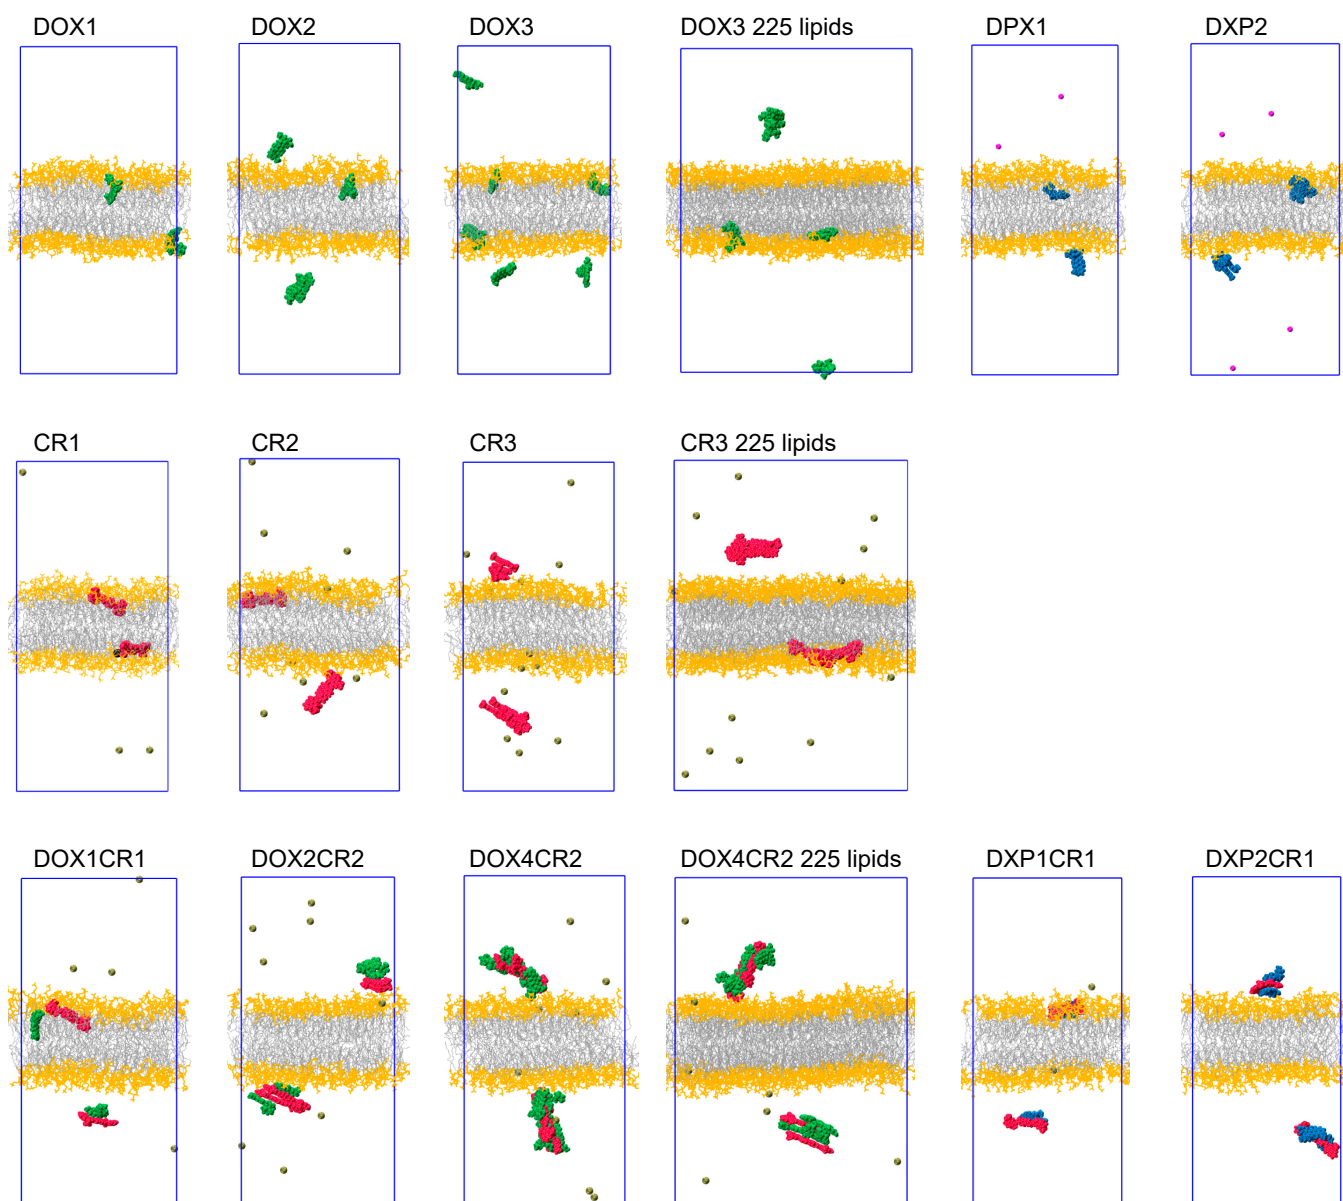 DOX1
DOX2
DOX3
DOX3 225 lipids
DPX1
DXP2
CR1
CR2
CR3
CR3 225 lipids
DOX1CR1
DOX2CR2
DOX4CR2
DOX4CR2 225 lipids
DXP1CR1
DXP2CR1